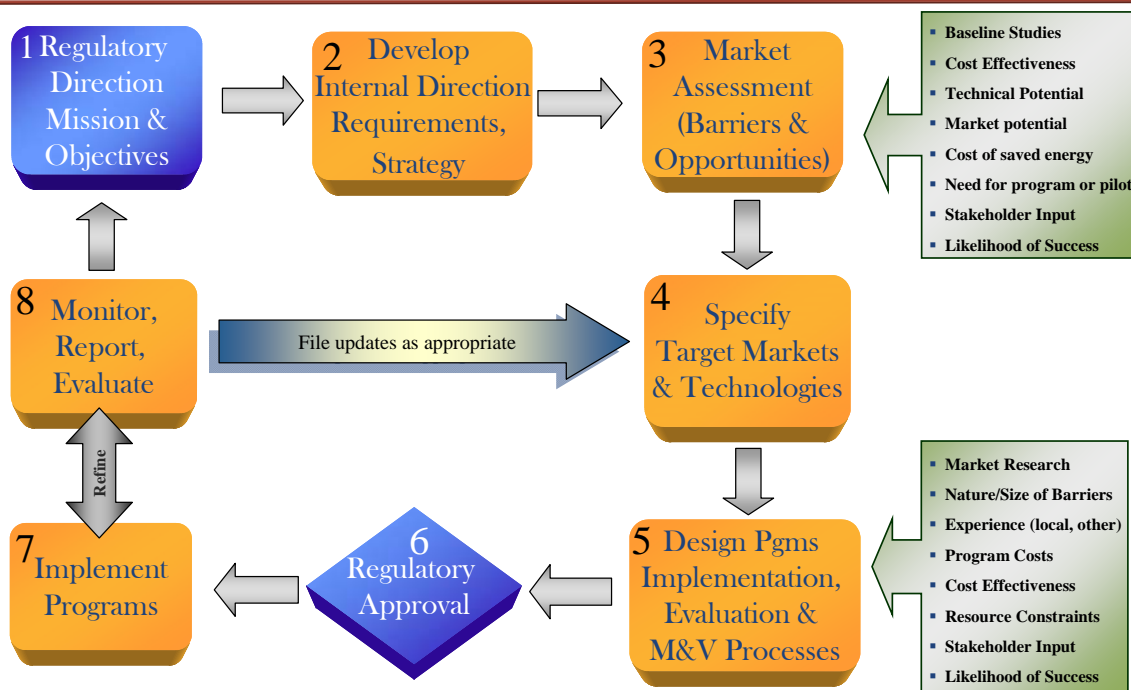 1 Regulatory
Direction
Mission &
Objectives
2 Develop
Internal Direction
Requirements,
Strategy
3 Market
Assessment
(Barriers &
Opportunities)
▪ Baseline Studies
▪ Cost Effectiveness
▪ Technical Potential
▪ Market potential
▪ Cost of saved energy
▪ Need for program or pilot
▪ Stakeholder Input
▪ Likelihood of Success
8 Monitor,
Report,
Evaluate
File updates as appropriate
4 Specify
Target Markets
& Technologies
Refine
7 Implement
Programs
6
Regulatory
Approval
5 Design Pgms
Implementation,
Evaluation &
M&V Processes
▪ Market Research
▪ Nature/Size of Barriers
▪ Experience (local, other)
▪ Program Costs
▪ Cost Effectiveness
▪ Resource Constraints
▪ Stakeholder Input
▪ Likelihood of Success